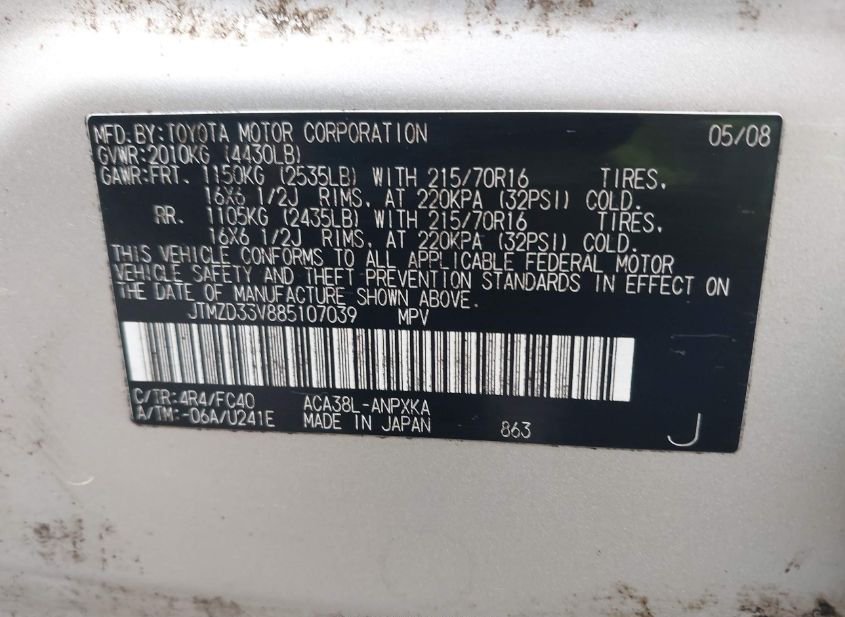 MFD.BY:TOYOTA MOTOR CORPORATION 05/08
GVWR:2010KG (4430LB)
GAWR:FRT. 1150KG (2535LB) WITH 215/70R16 TIRES,
16X6 1/2J RIMS, AT 220KPA (32PSI) COLD.
RR. 1105KG (2435LB) WITH 215/70R16 TIRES,
16X6 1/2J RIMS, AT 220KPA (32PSI) COLD.
THIS VEHICLE CONFORMS TO ALL APPLICABLE FEDERAL MOTOR
VEHICLE SAFETY AND THEFT PREVENTION STANDARDS IN EFFECT ON
THE DATE OF MANUFACTURE SHOWN ABOVE.
JTMZD33V885107039 MPV
C/TR:4R4/FC40 ACA38L-ANPXKA
A/TM:-06A/U241E MADE IN JAPAN 863 J